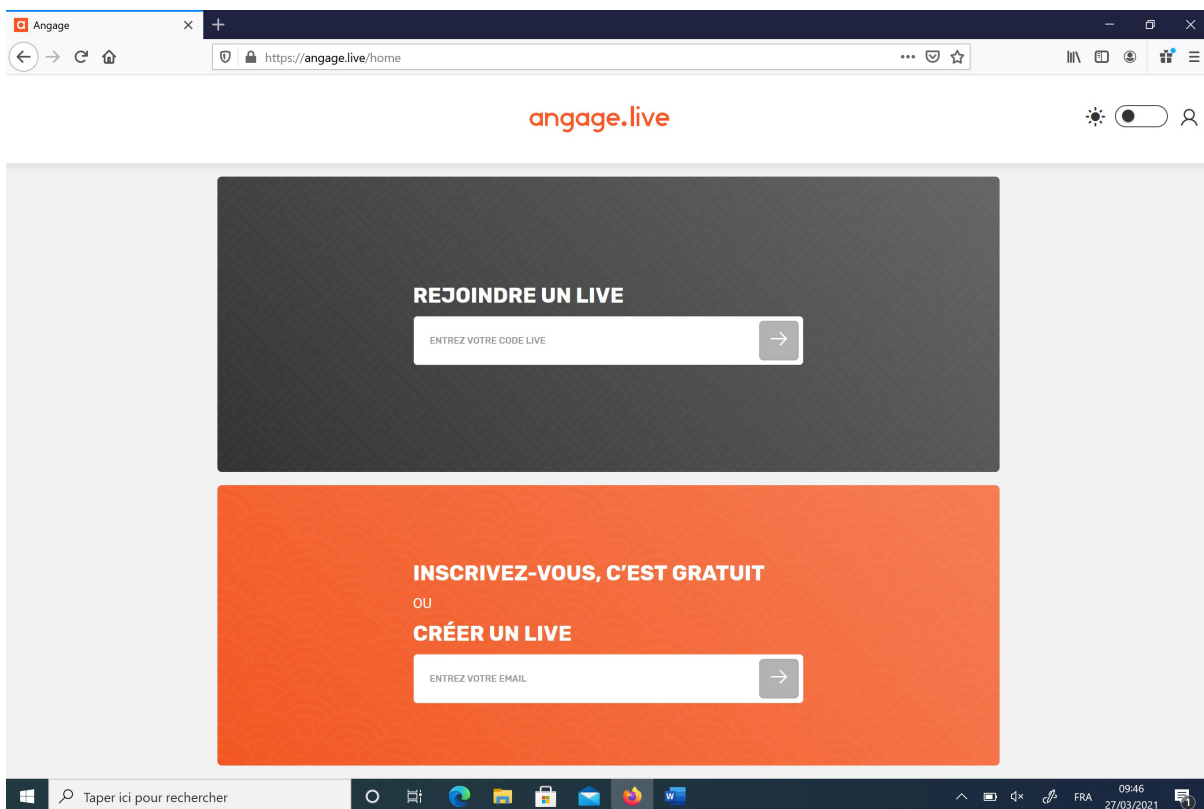 Angage
https://angage.live/home
angage.live
REJOINDRE UN LIVE
ENTREZ VOTRE CODE LIVE
INSCRIVEZ-VOUS, C'EST GRATUIT
OU
CRÉER UN LIVE
ENTREZ VOTRE EMAIL
Taper ici pour rechercher
FRA
09:46
27/03/2021